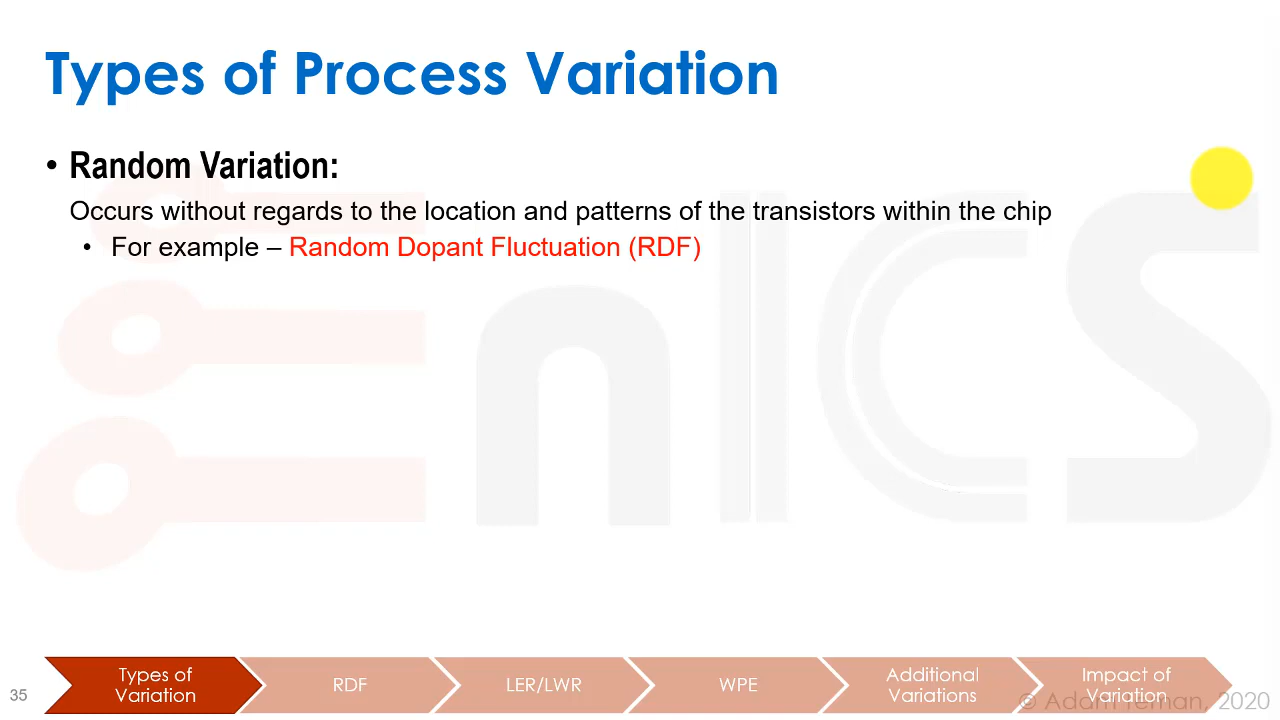 Types of Process Variation
• Random Variation:
Occurs without regards to the location and patterns of the transistors within the chip
• For example – Random Dopant Fluctuation (RDF)
enICS
Types of
Variation
RDF
LER/LWR
WPE
Additional
Variations
Impact of
Variation
35
© Adam Teman, 2020